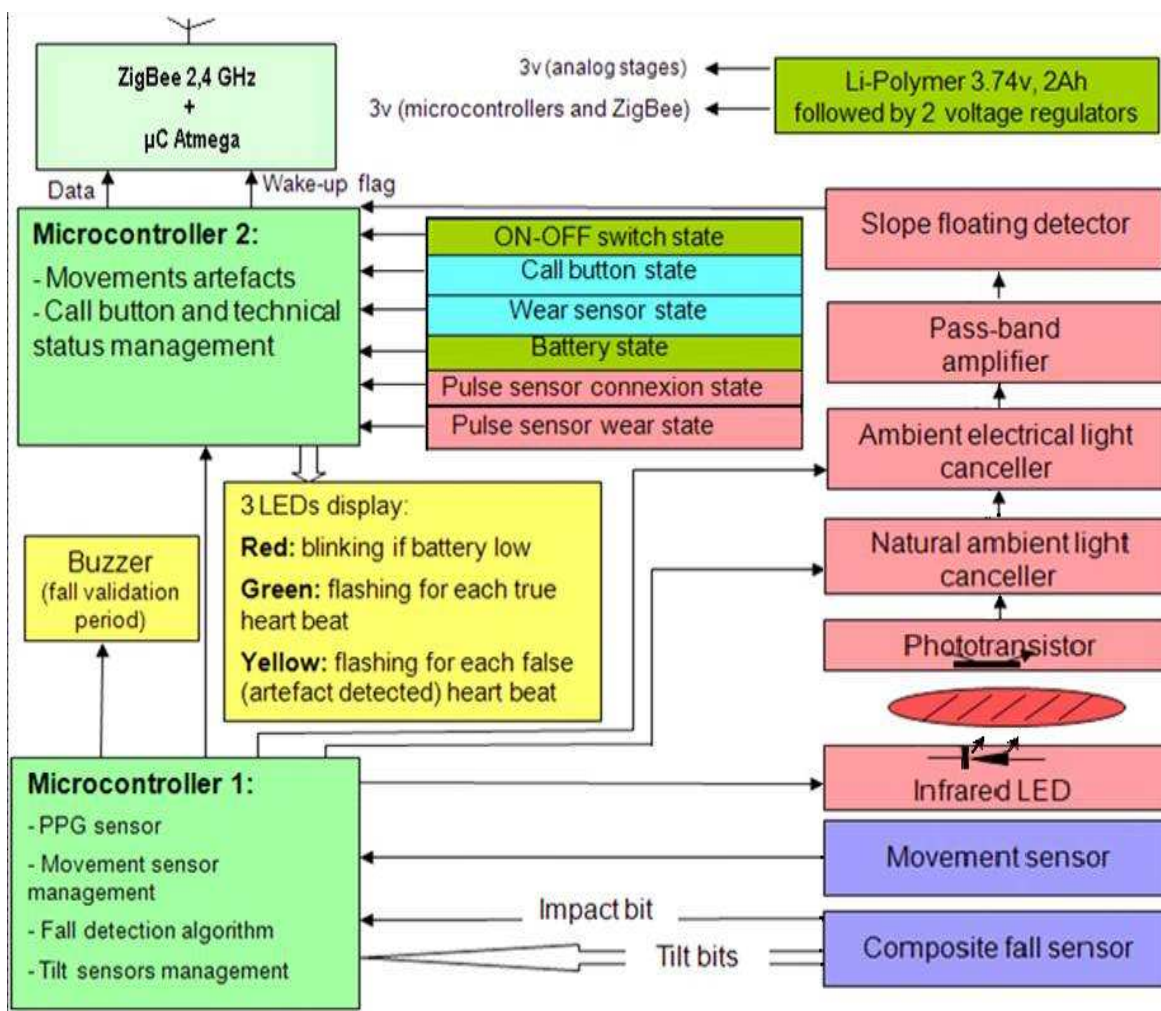 ZigBee 2,4 GHz
+
µC Atmega
3v (analog stages)
3v (microcontrollers and ZigBee)
Li-Polymer 3.74v, 2Ah
followed by 2 voltage regulators
Data
Wake-up flag
Microcontroller 2:
- Movements artefacts
- Call button and technical
status management
ON-OFF switch state
Call button state
Wear sensor state
Battery state
Pulse sensor connexion state
Pulse sensor wear state
Slope floating detector
Pass-band
amplifier
Ambient electrical light
canceller
Natural ambient light
canceller
Phototransistor
Infrared LED
3 LEDs display:
Red: blinking if battery low
Green: flashing for each true
heart beat
Yellow: flashing for each false
(artefact detected) heart beat
Buzzer
(fall validation
period)
Microcontroller 1:
- PPG sensor
- Movement sensor
management
- Fall detection algorithm
- Tilt sensors management
Movement sensor
Impact bit
Tilt bits
Composite fall sensor